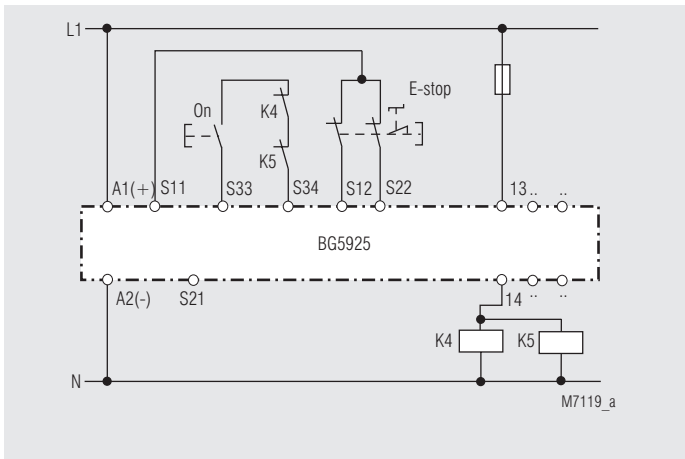 L1
E-stop
On
K4
K5
A1(+) S11 S33 S34 S12 S22 13 .. ..
BG5925
A2(-) S21 14 .. ..
K4 K5
N
M7119_a